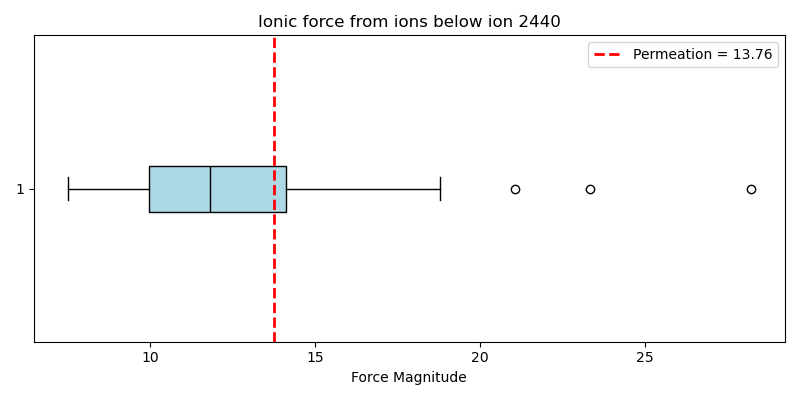 Ionic force from ions below ion 2440
Permeation = 13.76
1
10 15 20 25
Force Magnitude